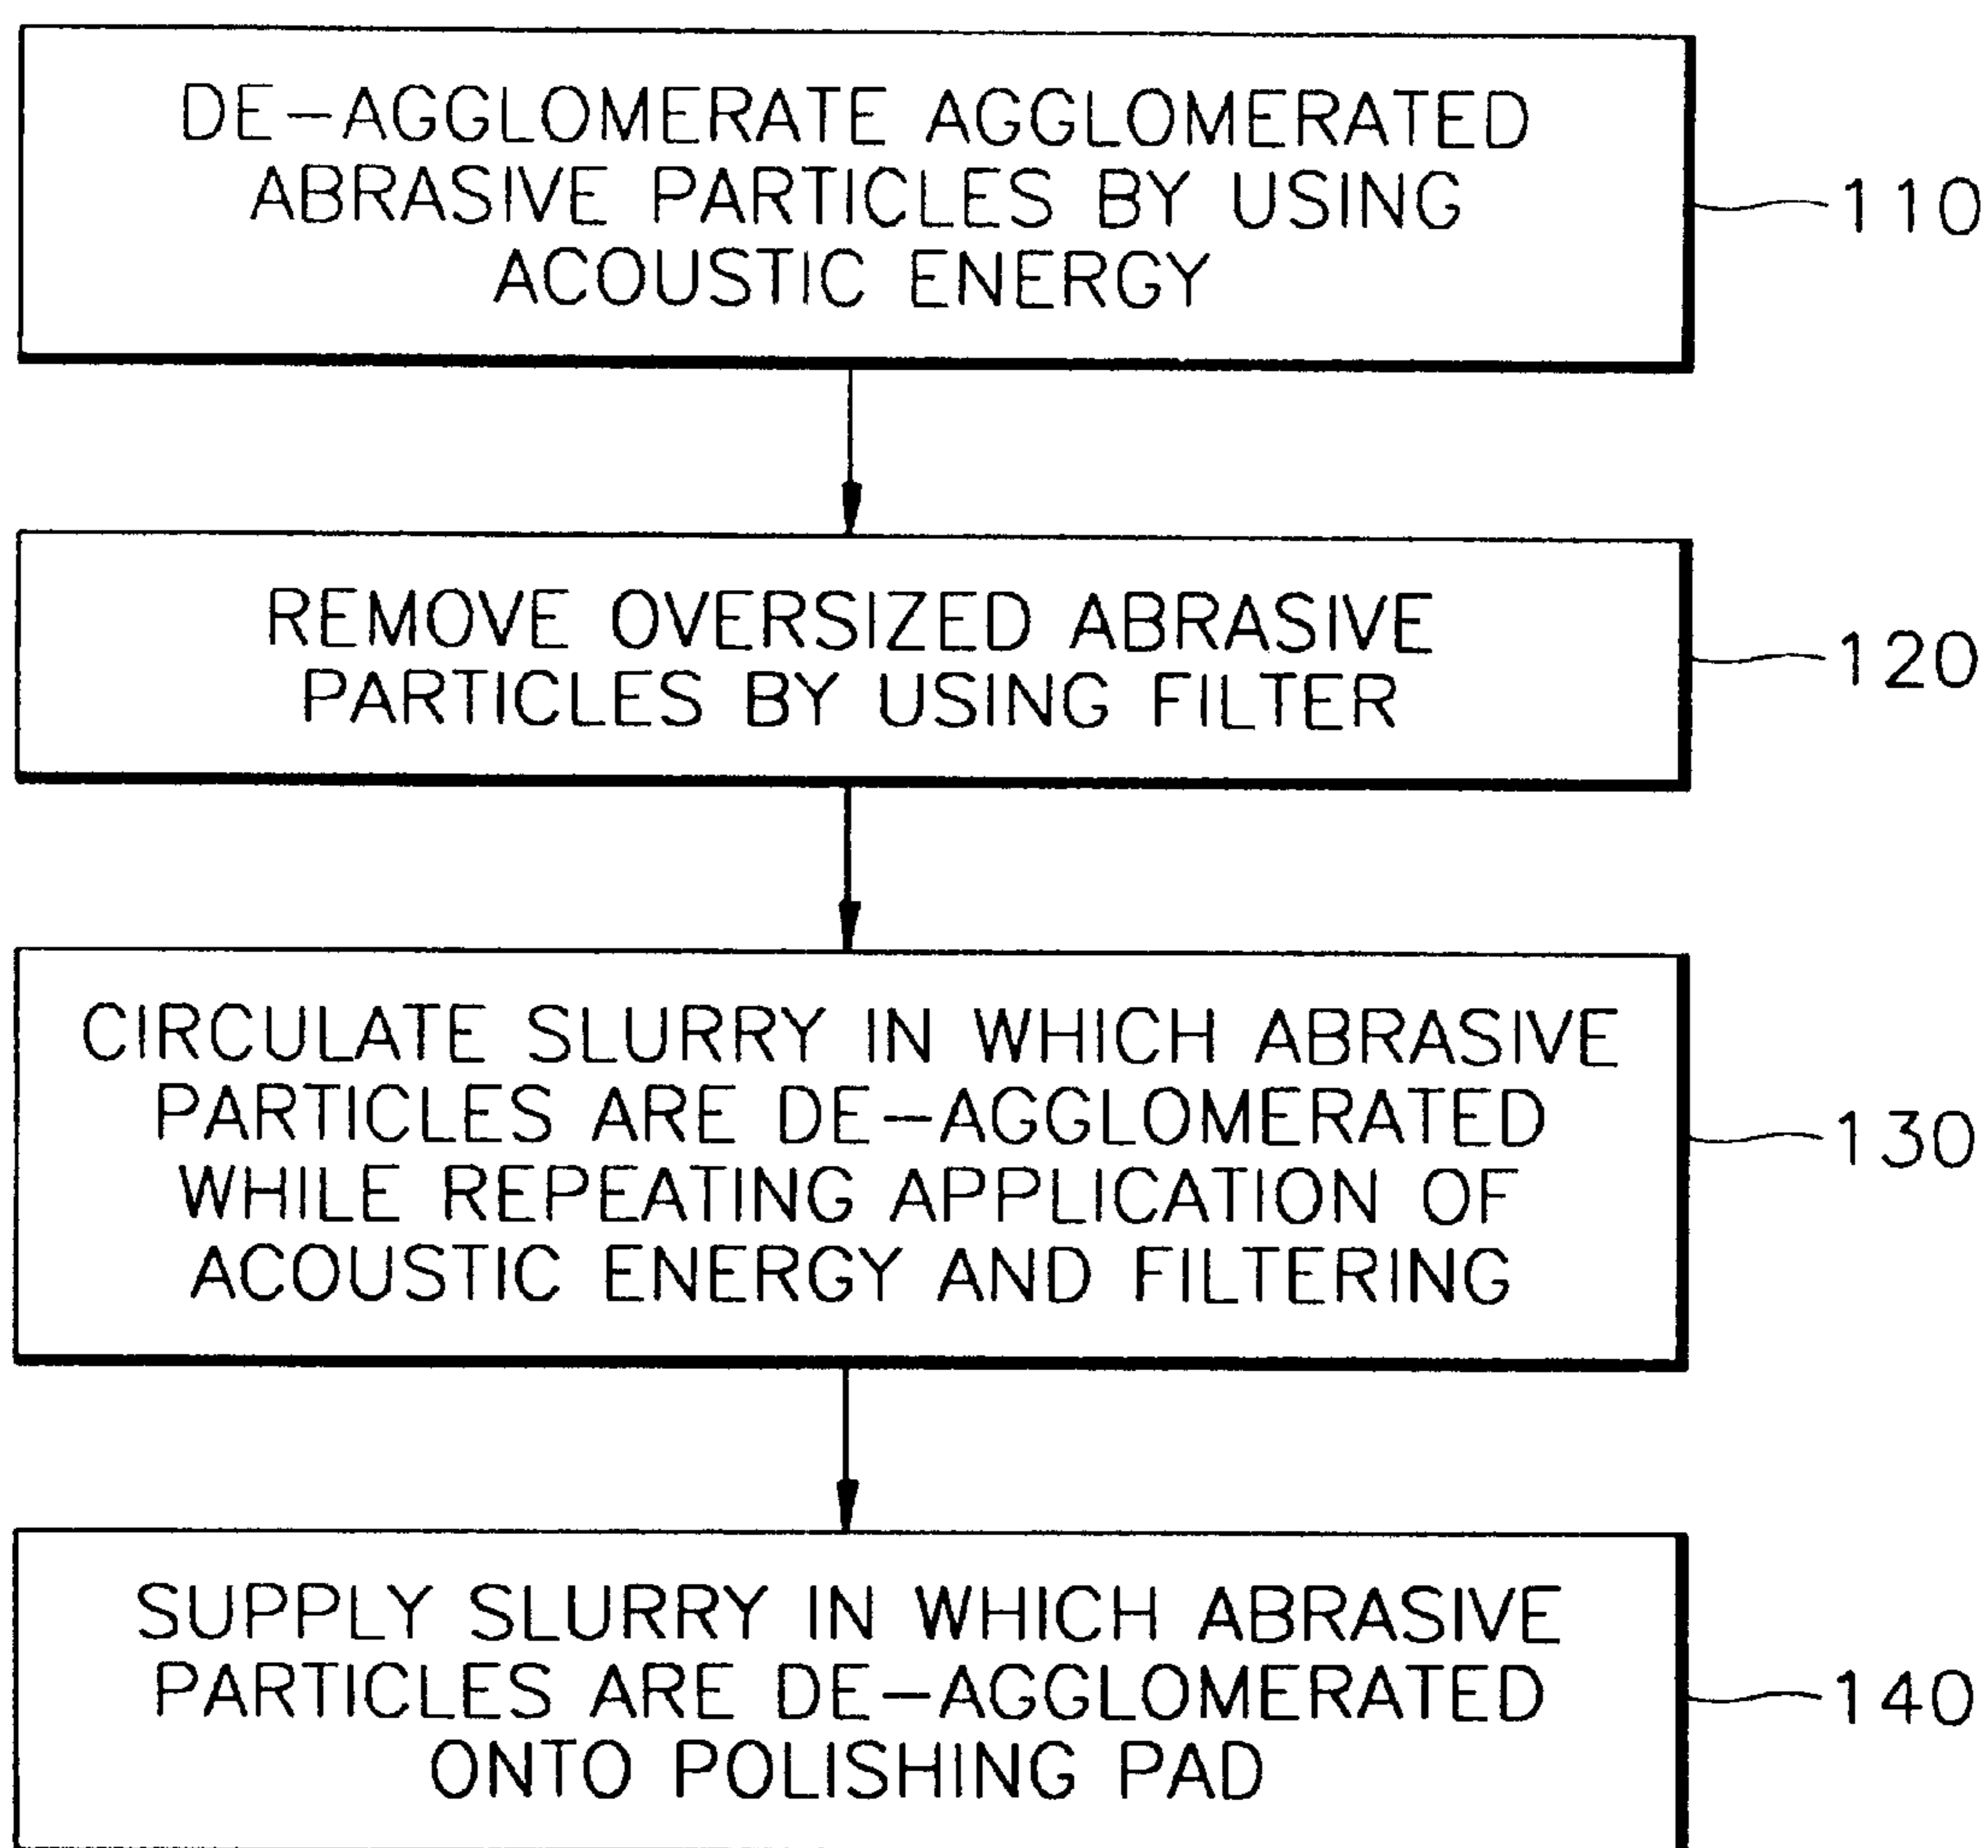 DE-AGGLOMERATE AGGLOMERATED
ABRASIVE PARTICLES BY USING
ACOUSTIC ENERGY
110
REMOVE OVERSIZED ABRASIVE
PARTICLES BY USING FILTER
120
CIRCULATE SLURRY IN WHICH ABRASIVE
PARTICLES ARE DE-AGGLOMERATED
WHILE REPEATING APPLICATION OF
ACOUSTIC ENERGY AND FILTERING
130
SUPPLY SLURRY IN WHICH ABRASIVE
PARTICLES ARE DE-AGGLOMERATED
ONTO POLISHING PAD
140